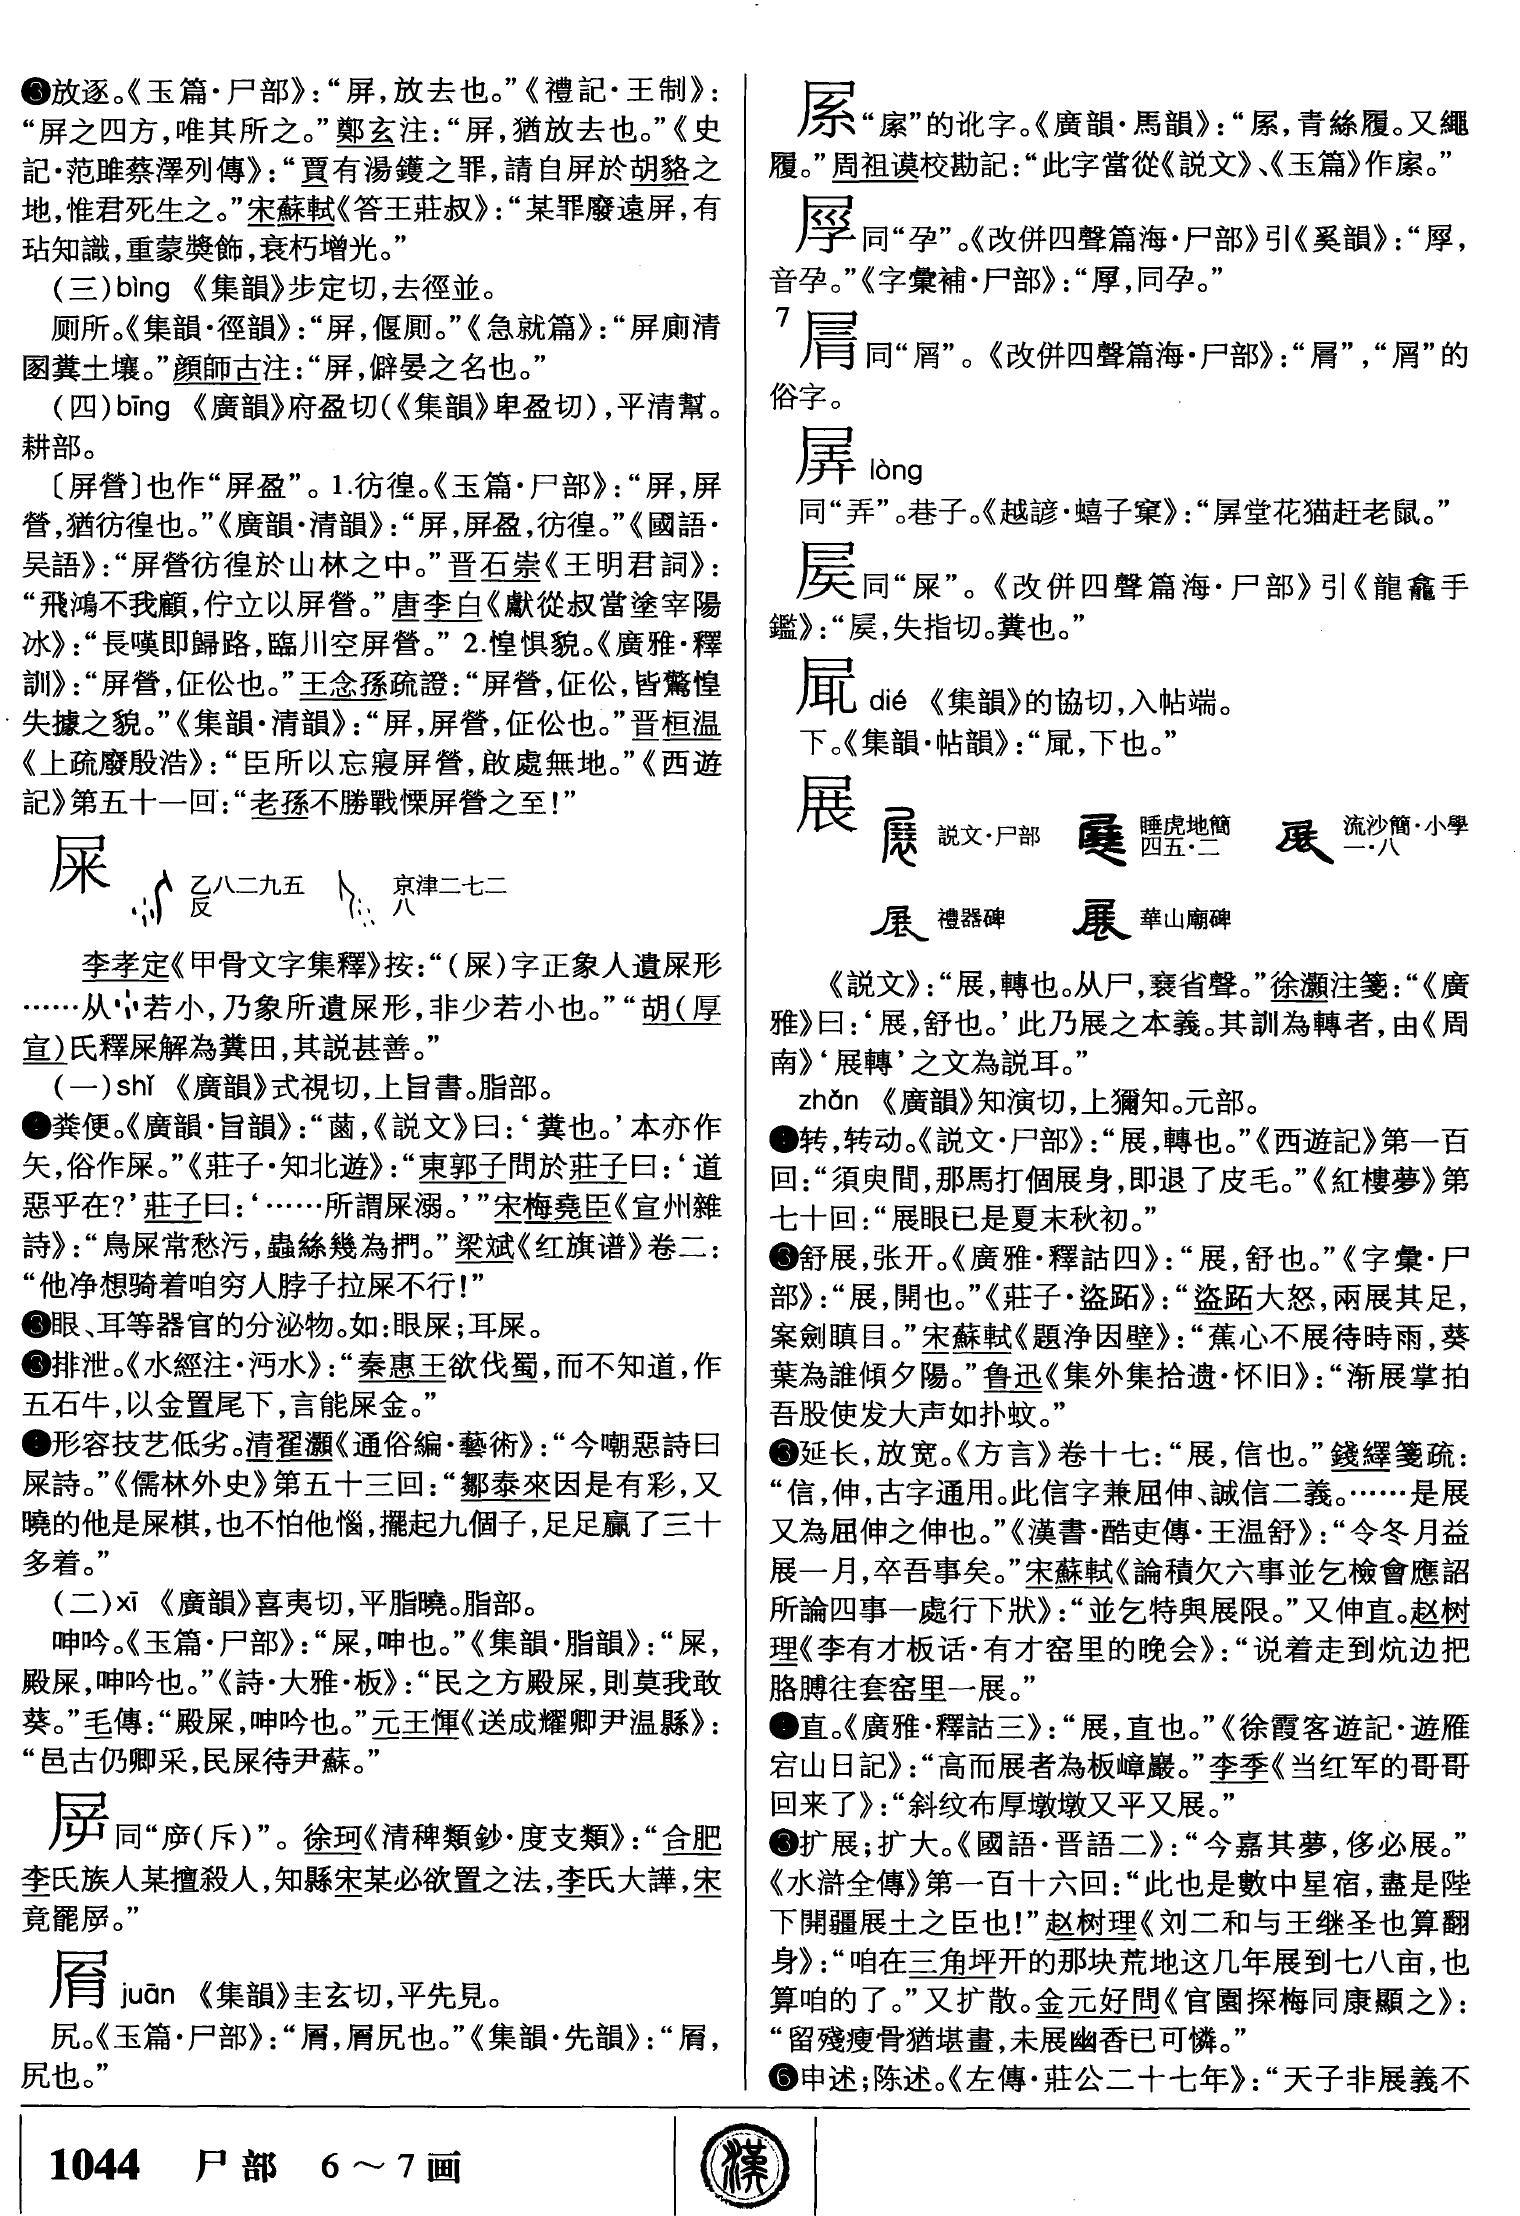 ❸放逐。《玉篇·尸部》：“屏，放去也。”《禮記·王制》：
“屏之四方，唯其所之。”鄭玄注：“屏，猶放去也。”《史
記·范雎蔡澤列傳》：“賈有湯鑊之罪，請自屏於胡貉之
地，惟君死生之。”宋蘇軾《答王莊叔》：“某罪廢遠屏，有
玷知識，重蒙獎飾，衰朽增光。”
（三）bìng 《集韻》步定切，去徑並。
厕所。《集韻·徑韻》：“屏，偃厠。”《急就篇》：“屏廁清
圂糞土壤。”顔師古注：“屏，僻晏之名也。”
（四）bīng 《廣韻》府盈切（《集韻》卑盈切），平清幫。
耕部。
〔屏營〕也作“屏盈”。1.彷徨。《玉篇·尸部》：“屏，屏
營，猶彷徨也。”《廣韻·清韻》：“屏，屏盈，彷徨。”《國語·
吴語》：“屏營彷徨於山林之中。”晋石崇《王明君詞》：
“飛鴻不我顧，佇立以屏營。”唐李白《獻從叔當塗宰陽
冰》：“長嘆即歸路，臨川空屏營。” 2.惶惧貌。《廣雅·釋
訓》：“屏營，征伀也。”王念孫疏證：“屏營，怔伀，皆驚惶
失據之貌。”《集韻·清韻》：“屏，屏營，怔伀也。”晋桓温
《上疏廢殷浩》：“臣所以忘寢屏營，啟處無地。”《西遊
記》第五十一回：“老孫不勝戰慄屏營之至！”
屎 乙八二九五反 京津二七二八
李孝定《甲骨文字集釋》按：“（屎）字正象人遺屎形
……从 若小，乃象所遺屎形，非少若小也。”“胡（厚
宣）氏釋屎解為糞田，其説甚善。”
（一）shǐ 《廣韻》式視切，上旨書。脂部。
❶粪便。《廣韻·旨韻》：“菡，《説文》曰：‘糞也。’本亦作
矢，俗作屎。”《莊子·知北遊》：“東郭子問於莊子曰：‘道
惡乎在？’莊子曰：‘……所謂屎溺。’”宋梅堯臣《宣州雜
詩》：“鳥屎常愁污，蟲絲幾為捫。”梁斌《红旗谱》卷二：
“他净想骑着咱穷人脖子拉屎不行！”
❷眼、耳等器官的分泌物。如：眼屎；耳屎。
❸排泄。《水經注·沔水》：“秦惠王欲伐蜀，而不知道，作
五石牛，以金置尾下，言能屎金。”
❹形容技艺低劣。清翟灝《通俗編·藝術》：“今嘲惡詩曰
屎詩。”《儒林外史》第五十三回：“鄒泰來因是有彩，又
曉的他是屎棋，也不怕他惱，擺起九個子，足足贏了三十
多着。”
（二）xī 《廣韻》喜夷切，平脂曉。脂部。
呻吟。《玉篇·尸部》：“屎，呻也。”《集韻·脂韻》：“屎，
殿屎，呻吟也。”《詩·大雅·板》：“民之方殿屎，則莫我敢
葵。”毛傳：“殿屎，呻吟也。”元王惲《送成耀卿尹温縣》：
“邑古仍卿采，民屎待尹蘇。”
同“㡿（斥）”。徐珂《清稗類鈔·度支類》：“合肥
李氏族人某擅殺人，知縣宋某必欲置之法，李氏大譁，宋
竟罷 。”
juān 《集韻》圭玄切，平先見。
尻。《玉篇·尸部》：“ ， 尻也。”《集韻·先韻》：“ ，
尻也。”
“ ”的讹字。《廣韻·馬韻》：“ ，青絲履。又繩
履。”周祖谟校勘記：“此字當從《説文》、《玉篇》作 。”
同“孕”。《改併四聲篇海·尸部》引《奚韻》：“ ，
音孕。”《字彙補·尸部》：“ ，同孕。”
7
同“屑”。《改併四聲篇海·尸部》：“ ”，“屑”的
俗字。
lòng
同“弄”。巷子。《越諺·蟢子窠》：“ 堂花猫赶老鼠。”
同“屎”。《改併四聲篇海·尸部》引《龍龕手
鑑》：“ ，失指切。糞也。”
dié 《集韻》的協切，入帖端。
下。《集韻·帖韻》：“ ，下也。”
展 説文·尸部 睡虎地簡四五·二 流沙簡·小學一·八
禮器碑 華山廟碑
《説文》：“展，轉也。从尸，㠭省聲。”徐灝注箋：“《廣
雅》曰：‘展，舒也。’此乃展之本義。其訓為轉者，由《周
南》‘展轉’之文為説耳。”
zhǎn 《廣韻》知演切，上獮知。元部。
❶转，转动。《説文·尸部》：“展，轉也。”《西遊記》第一百
回：“須臾間，那馬打個展身，即退了皮毛。”《紅樓夢》第
七十回：“展眼已是夏末秋初。”
❷舒展，张开。《廣雅·釋詁四》：“展，舒也。”《字彙·尸
部》：“展，開也。”《莊子·盜跖》：“盜跖大怒，兩展其足，
案劍瞋目。”宋蘇軾《題浄因壁》：“蕉心不展待時雨，葵
葉為誰傾夕陽。”鲁迅《集外集拾遗·怀旧》：“渐展掌拍
吾股使发大声如扑蚊。”
❸延长，放宽。《方言》卷十七：“展，信也。”錢繹箋疏：
“信，伸，古字通用。此信字兼屈伸、誠信二義。……是展
又為屈伸之伸也。”《漢書·酷吏傳·王温舒》：“令冬月益
展一月，卒吾事矣。”宋蘇軾《論積欠六事並乞檢會應詔
所論四事一處行下狀》：“並乞特與展限。”又伸直。赵树
理《李有才板话·有才窑里的晚会》：“说着走到炕边把
胳膊往套窑里一展。”
❹直。《廣雅·釋詁三》：“展，直也。”《徐霞客遊記·遊雁
宕山日記》：“高而展者為板嶂巖。”李季《当红军的哥哥
回来了》：“斜纹布厚墩墩又平又展。”
❺扩展；扩大。《國語·晋語二》：“今嘉其夢，侈必展。”
《水滸全傳》第一百十六回：“此也是數中星宿，盡是陛
下開疆展土之臣也！”赵树理《刘二和与王继圣也算翻
身》：“咱在三角坪开的那块荒地这几年展到七八亩，也
算咱的了。”又扩散。金元好問《官園探梅同康顯之》：
“留殘瘦骨猶堪畫，未展幽香已可憐。”
❻申述；陈述。《左傳·莊公二十七年》：“天子非展義不
1044 尸部 6～7画 漢